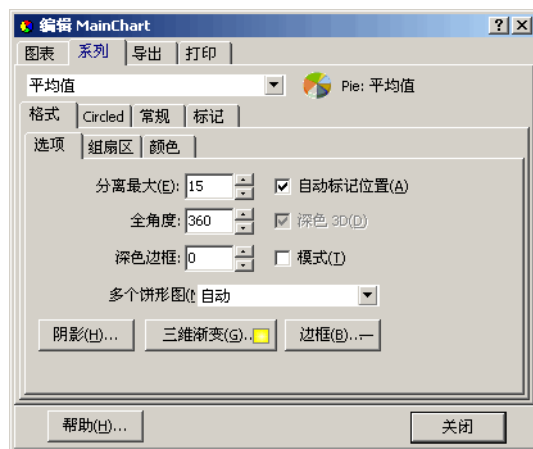 编辑 MainChart
图表 系列 导出 打印
平均值 Pie: 平均值
格式 Circled 常规 标记
选项 组扇区 颜色
分离最大(E): 15 自动标记位置(A)
全角度: 360 深色 3D(D)
深色边框: 0 模式(T)
多个饼形图( 自动
阴影(H)... 三维渐变(G)... 边框(B)...
帮助(H)... 关闭